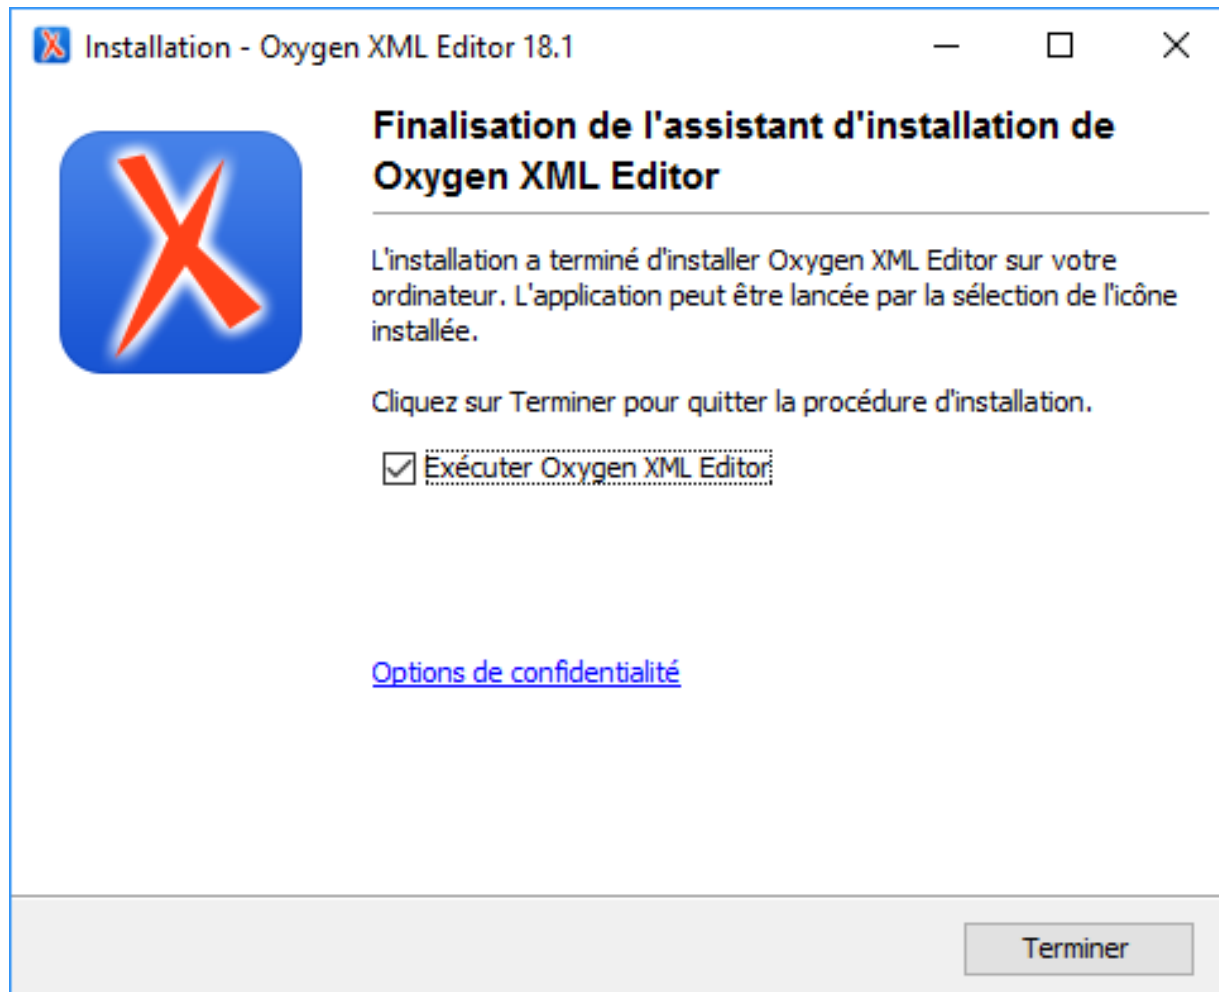 Installation - Oxygen XML Editor 18.1
Finalisation de l'assistant d'installation de
Oxygen XML Editor
L'installation a terminé d'installer Oxygen XML Editor sur votre
ordinateur. L'application peut être lancée par la sélection de l'icône
installée.
Cliquez sur Terminer pour quitter la procédure d'installation.
Exécuter Oxygen XML Editor
Options de confidentialité
Terminer